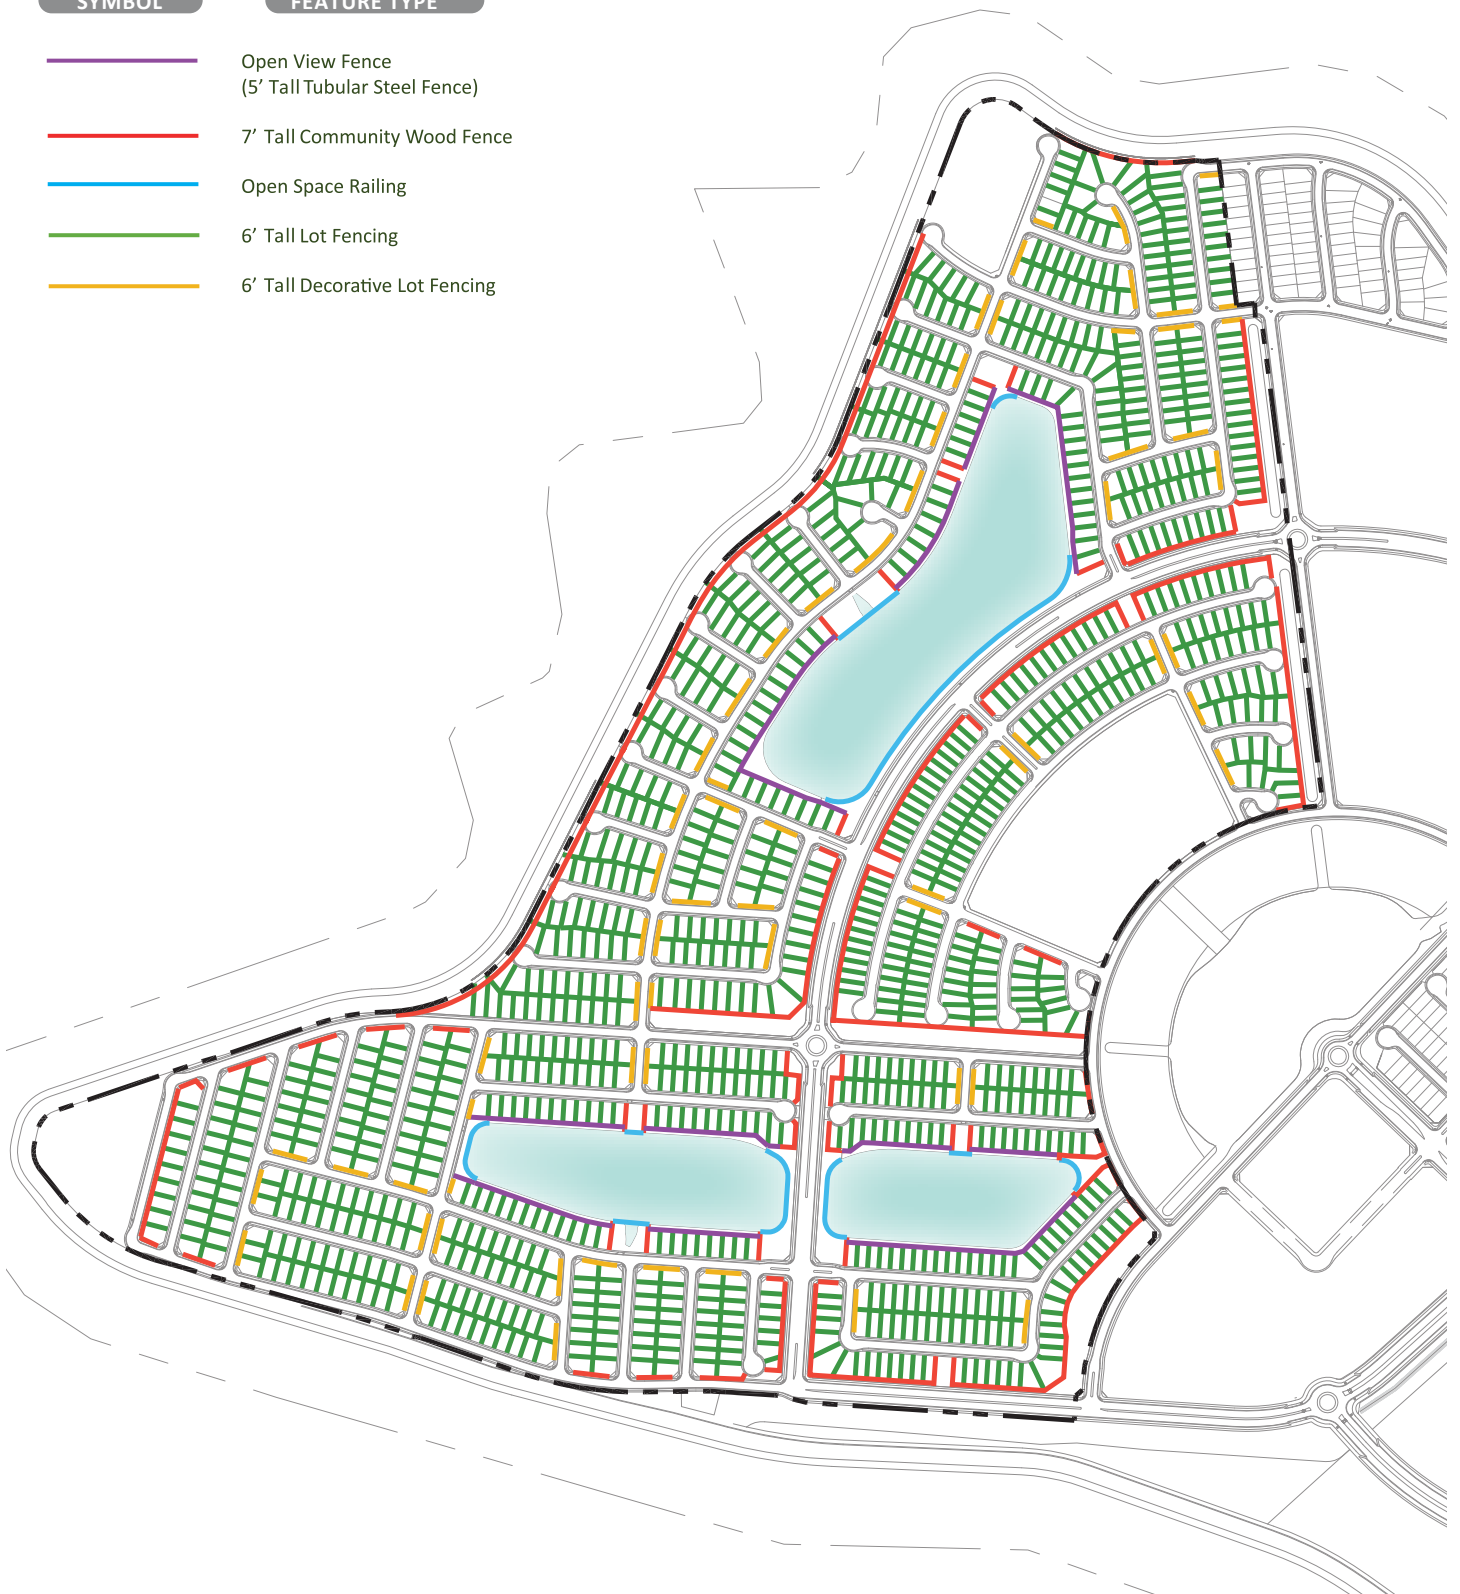 SYMBOL FEATURE TYPE
Open View Fence
(5’ Tall Tubular Steel Fence)
7’ Tall Community Wood Fence
Open Space Railing
6’ Tall Lot Fencing
6’ Tall Decorative Lot Fencing